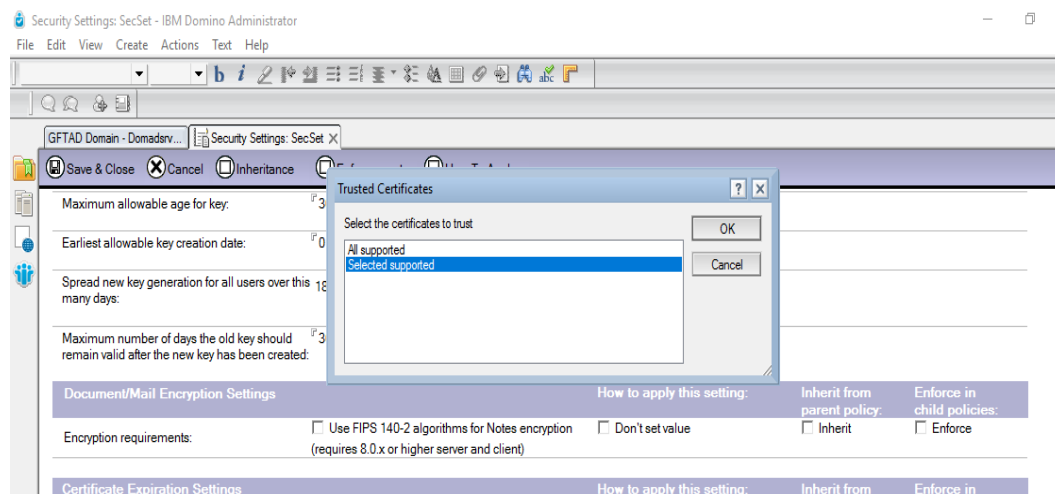 Security Settings: SecSet - IBM Domino Administrator
File Edit View Create Actions Text Help
b i abc
GFTAD Domain - Domadsrv... Security Settings: SecSet
Save & Close Cancel Inheritance
Trusted Certificates
Select the certificates to trust
All supported
Selected supported
OK
Cancel
Maximum allowable age for key: 3
Earliest allowable key creation date: 0
Spread new key generation for all users over this 18
many days:
Maximum number of days the old key should 3
remain valid after the new key has been created:
Document/Mail Encryption Settings How to apply this setting: Inherit from Enforce in
parent policy: child policies:
Encryption requirements: Use FIPS 140-2 algorithms for Notes encryption Don't set value Inherit Enforce
(requires 8.0.x or higher server and client)
Certificate Expiration Settings How to apply this setting: Inherit from Enforce in